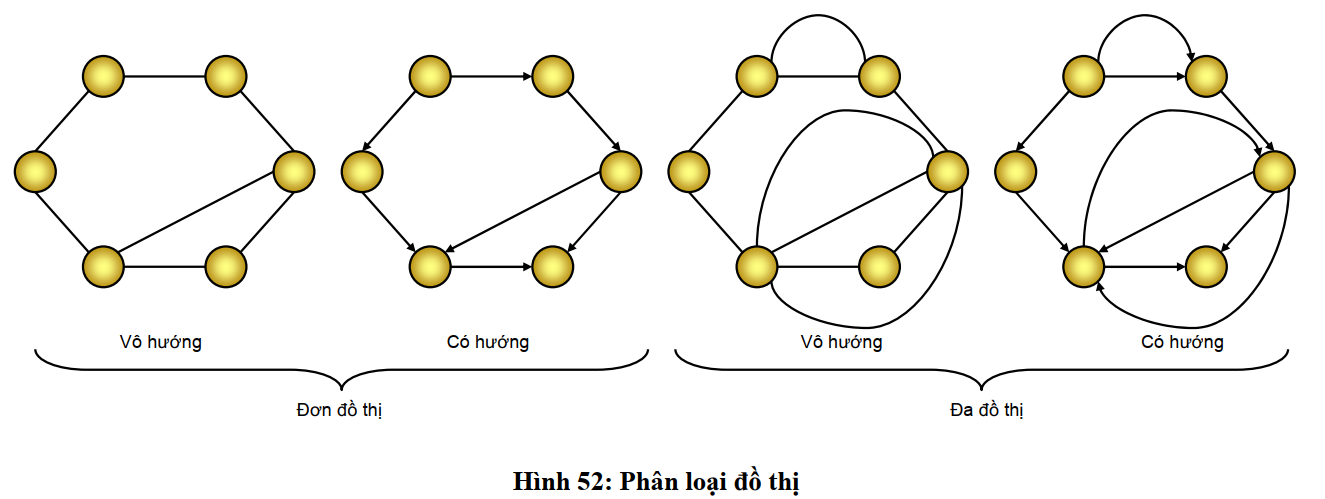 Vô hướng Có hướng Vô hướng Có hướng
Đơn đồ thị Đa đồ thị
Hình 52: Phân loại đồ thị